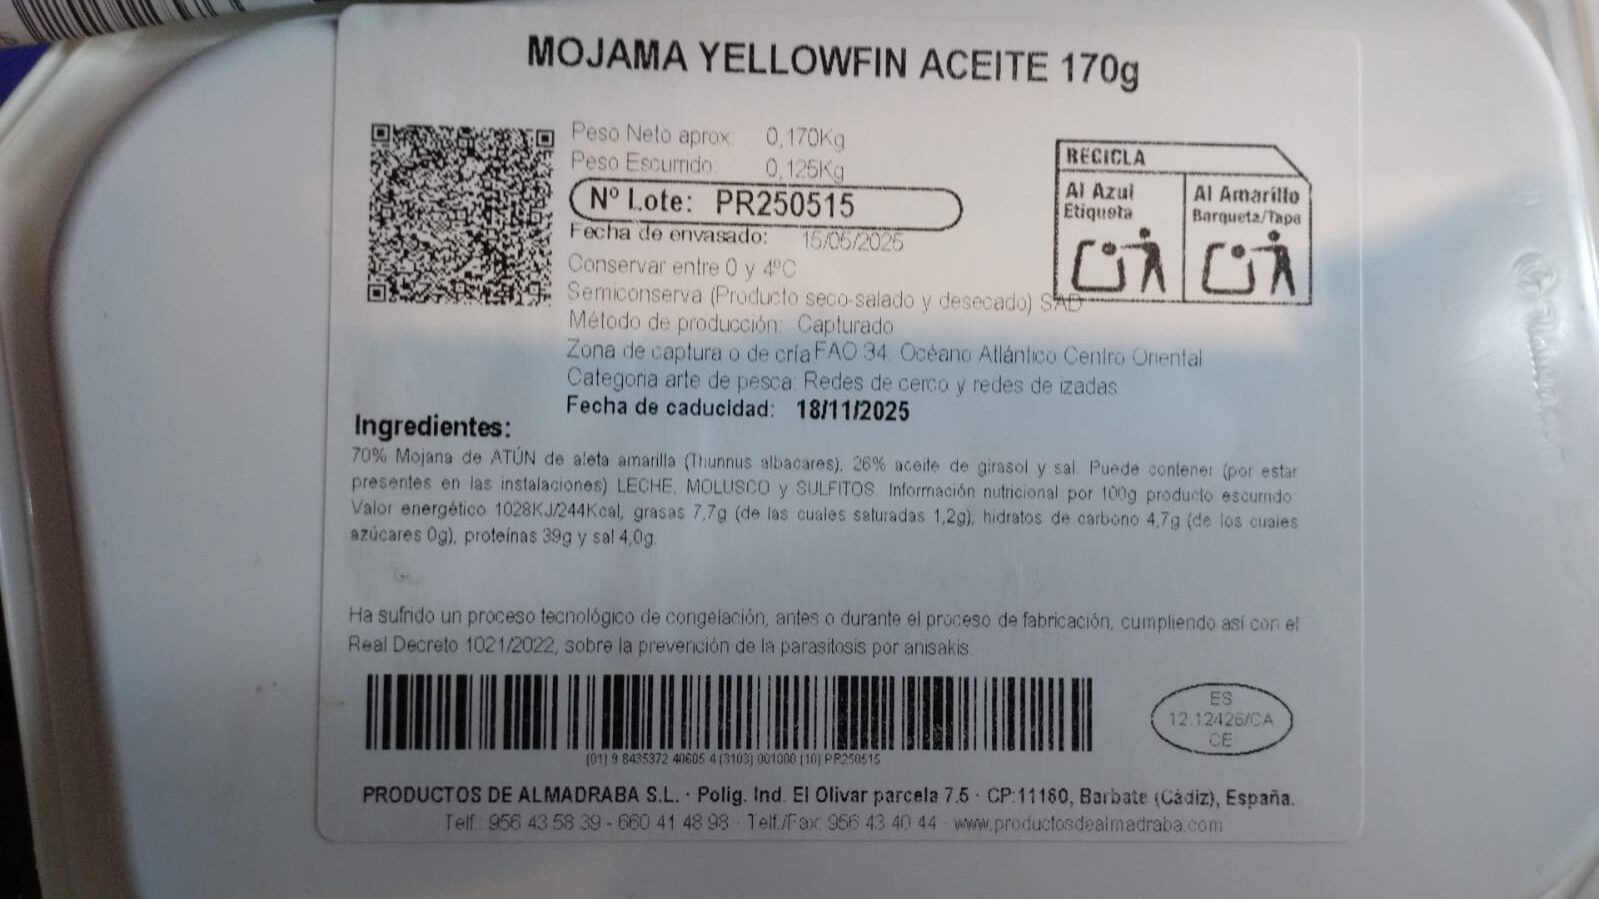 MOJAMA YELLOWFIN ACEITE 170g
Peso Neto aprox: 0,170Kg
Peso Escurrido: 0,125Kg
Nº Lote: PR250515
Fecha de envasado: 15/05/2025
Conservar entre 0 y 4ºC
Semiconserva (Producto seco-salado y desecado) SAD
Método de producción: Capturado
Zona de captura o de cría FAO 34. Océano Atlántico Centro Oriental
Categoria arte de pesca: Redes de cerco y redes de izadas
Fecha de caducidad: 18/11/2025
RECICLA
Al Azul
Etiqueta
Al Amarillo
Barqueta/Tapa
Ingredientes:
70% Mojana de ATÚN de aleta amarilla (Thunnus albacares), 26% aceite de girasol y sal. Puede contener (por estar
presentes en las instalaciones) LECHE, MOLUSCO y SULFITOS. Información nutricional por 100g producto escurrido:
Valor energético 1028KJ/244Kcal, grasas 7,7g (de las cuales saturadas 1,2g), hidratos de carbono 4,7g (de los cuales
azúcares 0g), proteínas 39g y sal 4,0g.
Ha sufrido un proceso tecnológico de congelación, antes o durante el proceso de fabricación, cumpliendo así con el
Real Decreto 1021/2022, sobre la prevención de la parasitosis por anisakis.
(01) 9 8435372 40605 4 (3103) 001000 (10) PR250515
ES
12.12426/CA
CE
PRODUCTOS DE ALMADRABA S.L. · Polig. Ind. El Olivar parcela 7.5 · CP:11160, Barbate (Cádiz), España.
Telf.: 956 43 58 39 - 660 41 48 98 · Telf./Fax: 956 43 40 44 · www.productosdealmadraba.com